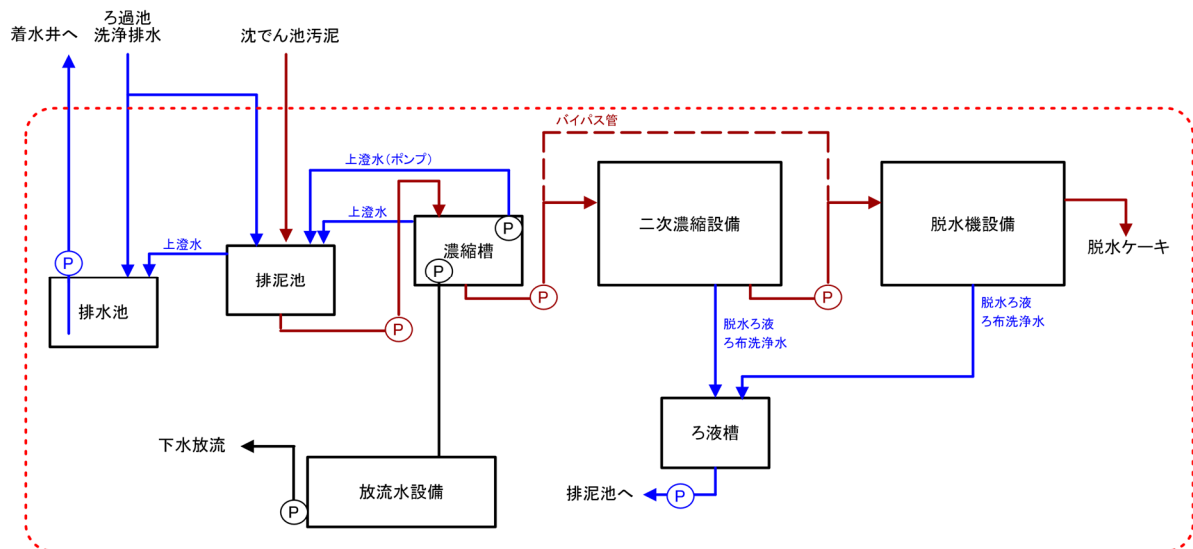 ろ過池
着水井へ
洗浄排水
沈でん池汚泥
バイパス管
上澄水(ポンプ)
上澄水
上澄水
濃縮槽
二次濃縮設備
脱水機設備
脱水ケーキ
排泥池
排水池
P
P
P
P
P
P
脱水ろ液
ろ布洗浄水
脱水ろ液
ろ布洗浄水
ろ液槽
下水放流
放流水設備
P
排泥池へ
P